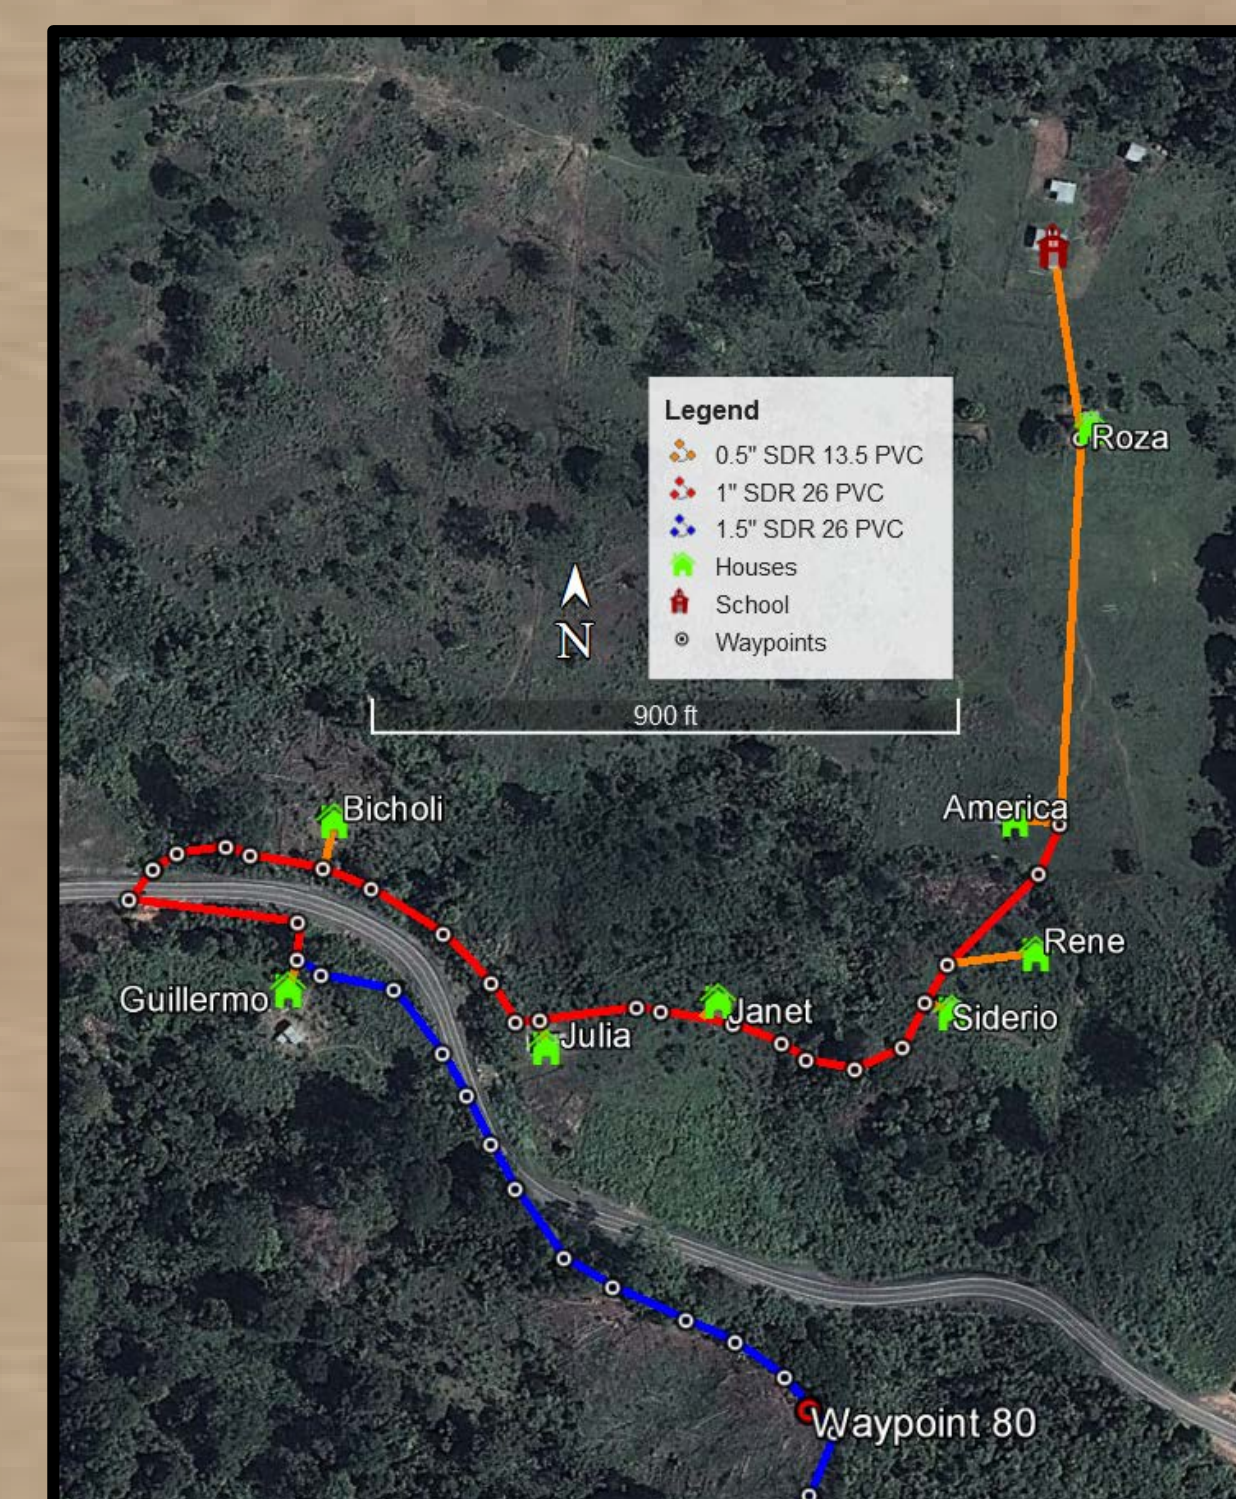 Legend
0.5" SDR 13.5 PVC
1" SDR 26 PVC
1.5" SDR 26 PVC
Houses
School
Waypoints
N
900 ft
Roza
America
Bicholi
Rene
Guillermo
Janet
Siderio
Julia
Waypoint 80